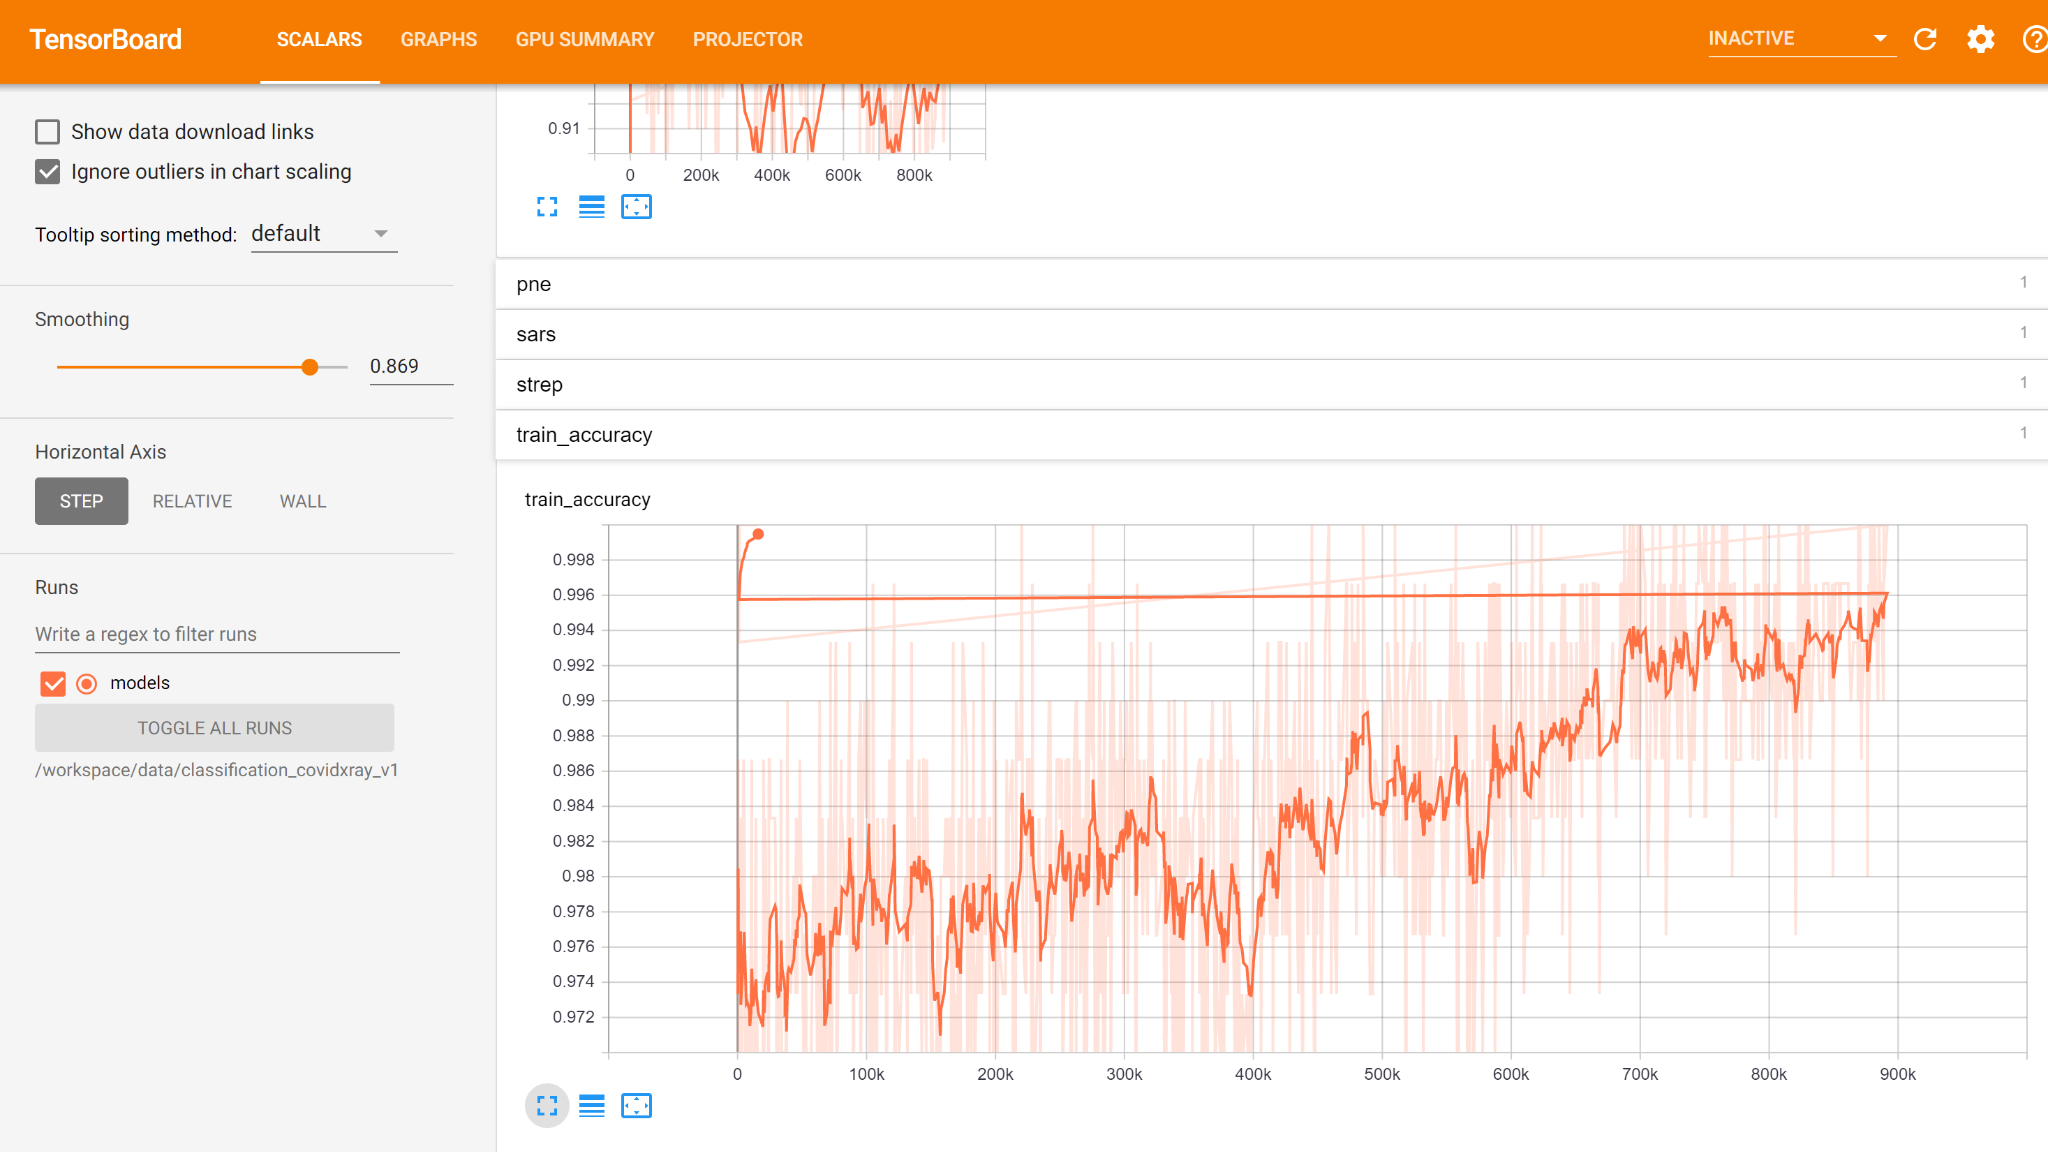 TensorBoard SCALARS GRAPHS GPU SUMMARY PROJECTOR INACTIVE
Show data download links
Ignore outliers in chart scaling
Tooltip sorting method: default
Smoothing
0.869
Horizontal Axis
STEP RELATIVE WALL
Runs
Write a regex to filter runs
models
TOGGLE ALL RUNS
/workspace/data/classification_covidxray_v1
0.91
0 200k 400k 600k 800k
pne 1
sars 1
strep 1
train_accuracy 1
train_accuracy
0.998
0.996
0.994
0.992
0.99
0.988
0.986
0.984
0.982
0.98
0.978
0.976
0.974
0.972
0 100k 200k 300k 400k 500k 600k 700k 800k 900k